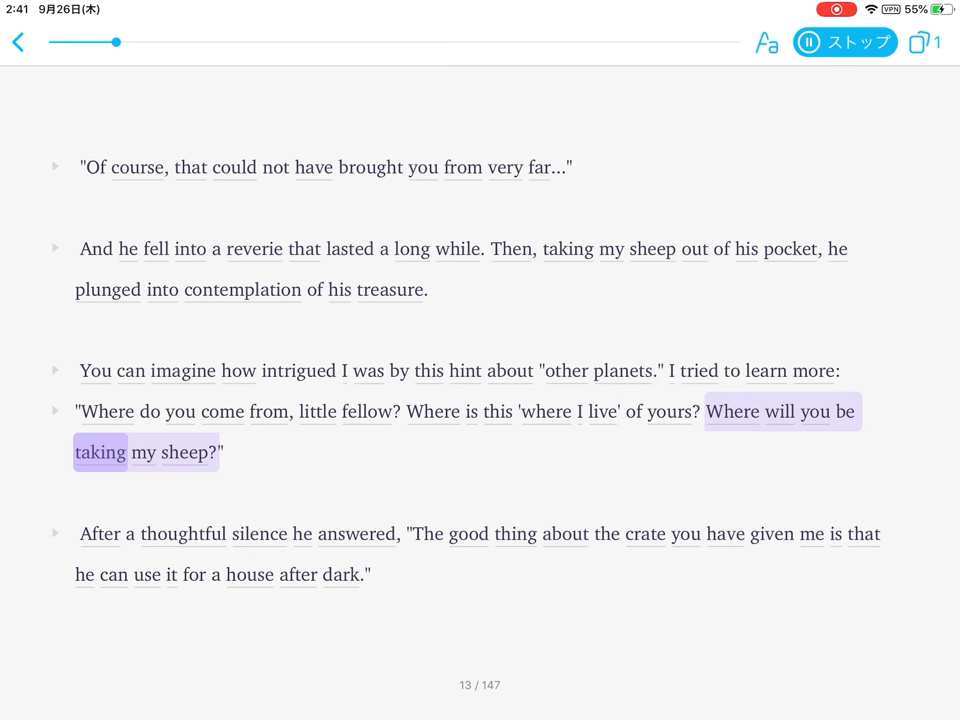 2:41 9月26日(木)
VPN 55%
ストップ
1
"Of course, that could not have brought you from very far..."
And he fell into a reverie that lasted a long while. Then, taking my sheep out of his pocket, he
plunged into contemplation of his treasure.
You can imagine how intrigued I was by this hint about "other planets." I tried to learn more:
"Where do you come from, little fellow? Where is this 'where I live' of yours? Where will you be
taking my sheep?"
After a thoughtful silence he answered, "The good thing about the crate you have given me is that
he can use it for a house after dark."
13 / 147